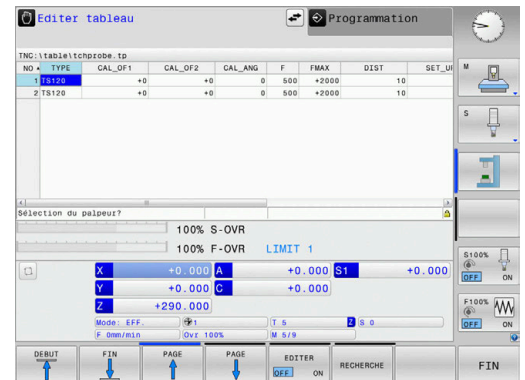 Editer tableau
Programmation
TNC:\table\tchprobe.tp
NO TYPE CAL_OF1 CAL_OF2 CAL_ANG F FMAX DIST
1 TS120 +0 +0 0 500 +2000 10
2 TS120 +0 +0 0 500 +2000 10
Sélection du palpeur?
100% S-OVR
100% F-OVR LIMIT 1
X +0.000 A +0.000 S1 +0.000
Y +0.000 C +0.000
Z +290.000
Mode: EFF. 1 T 5 Z S 0
F 0mm/min Ovr 100% M 5/9
M
S
S100%
OFF ON
F100%
OFF ON
DEBUT FIN PAGE PAGE EDITER RECHERCHE FIN
OFF ON